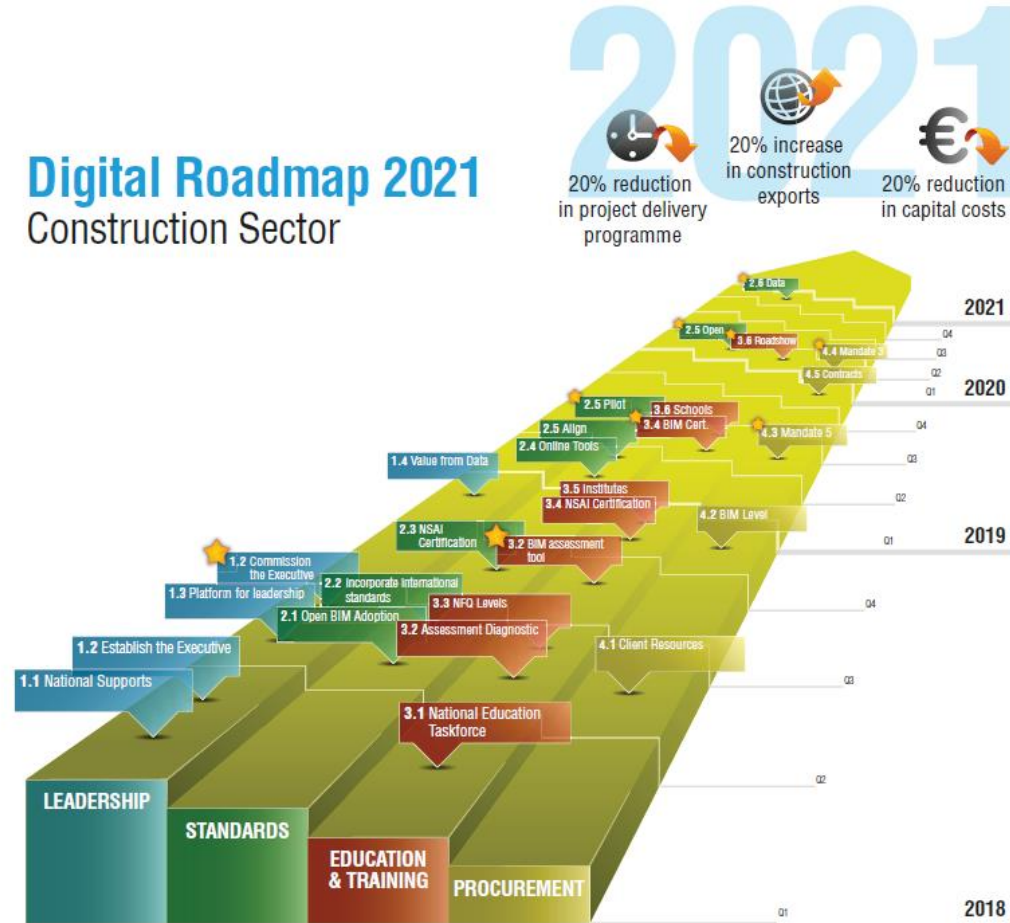 2021
Digital Roadmap 2021
Construction Sector
20% reduction
in project delivery
programme
20% increase
in construction
exports
€
20% reduction
in capital costs
2.6 Data
2021
Q4
2.5 Open
3.6 Roadshow
4.4 Mandate 3
Q3
4.5 Contracts
Q2
Q1
2020
2.5 Pilot
3.6 Schools
3.4 BIM Cert.
4.3 Mandate 5
Q4
2.5 Align
2.4 Online Tools
1.4 Value from Data
Q3
3.5 Institutes
3.4 NSAI Certification
Q2
4.2 BIM Level
Q1
2019
2.3 NSAI
Certification
3.2 BIM assessment
tool
1.2 Commission
the Executive
1.3 Platform for leadership
2.2 Incorporate international
standards
2.1 Open BIM Adoption
3.3 NFQ Levels
3.2 Assessment Diagnostic
Q4
4.1 Client Resources
1.2 Establish the Executive
1.1 National Supports
Q3
3.1 National Education
Taskforce
Q2
LEADERSHIP
STANDARDS
EDUCATION
& TRAINING
PROCUREMENT
Q1
2018